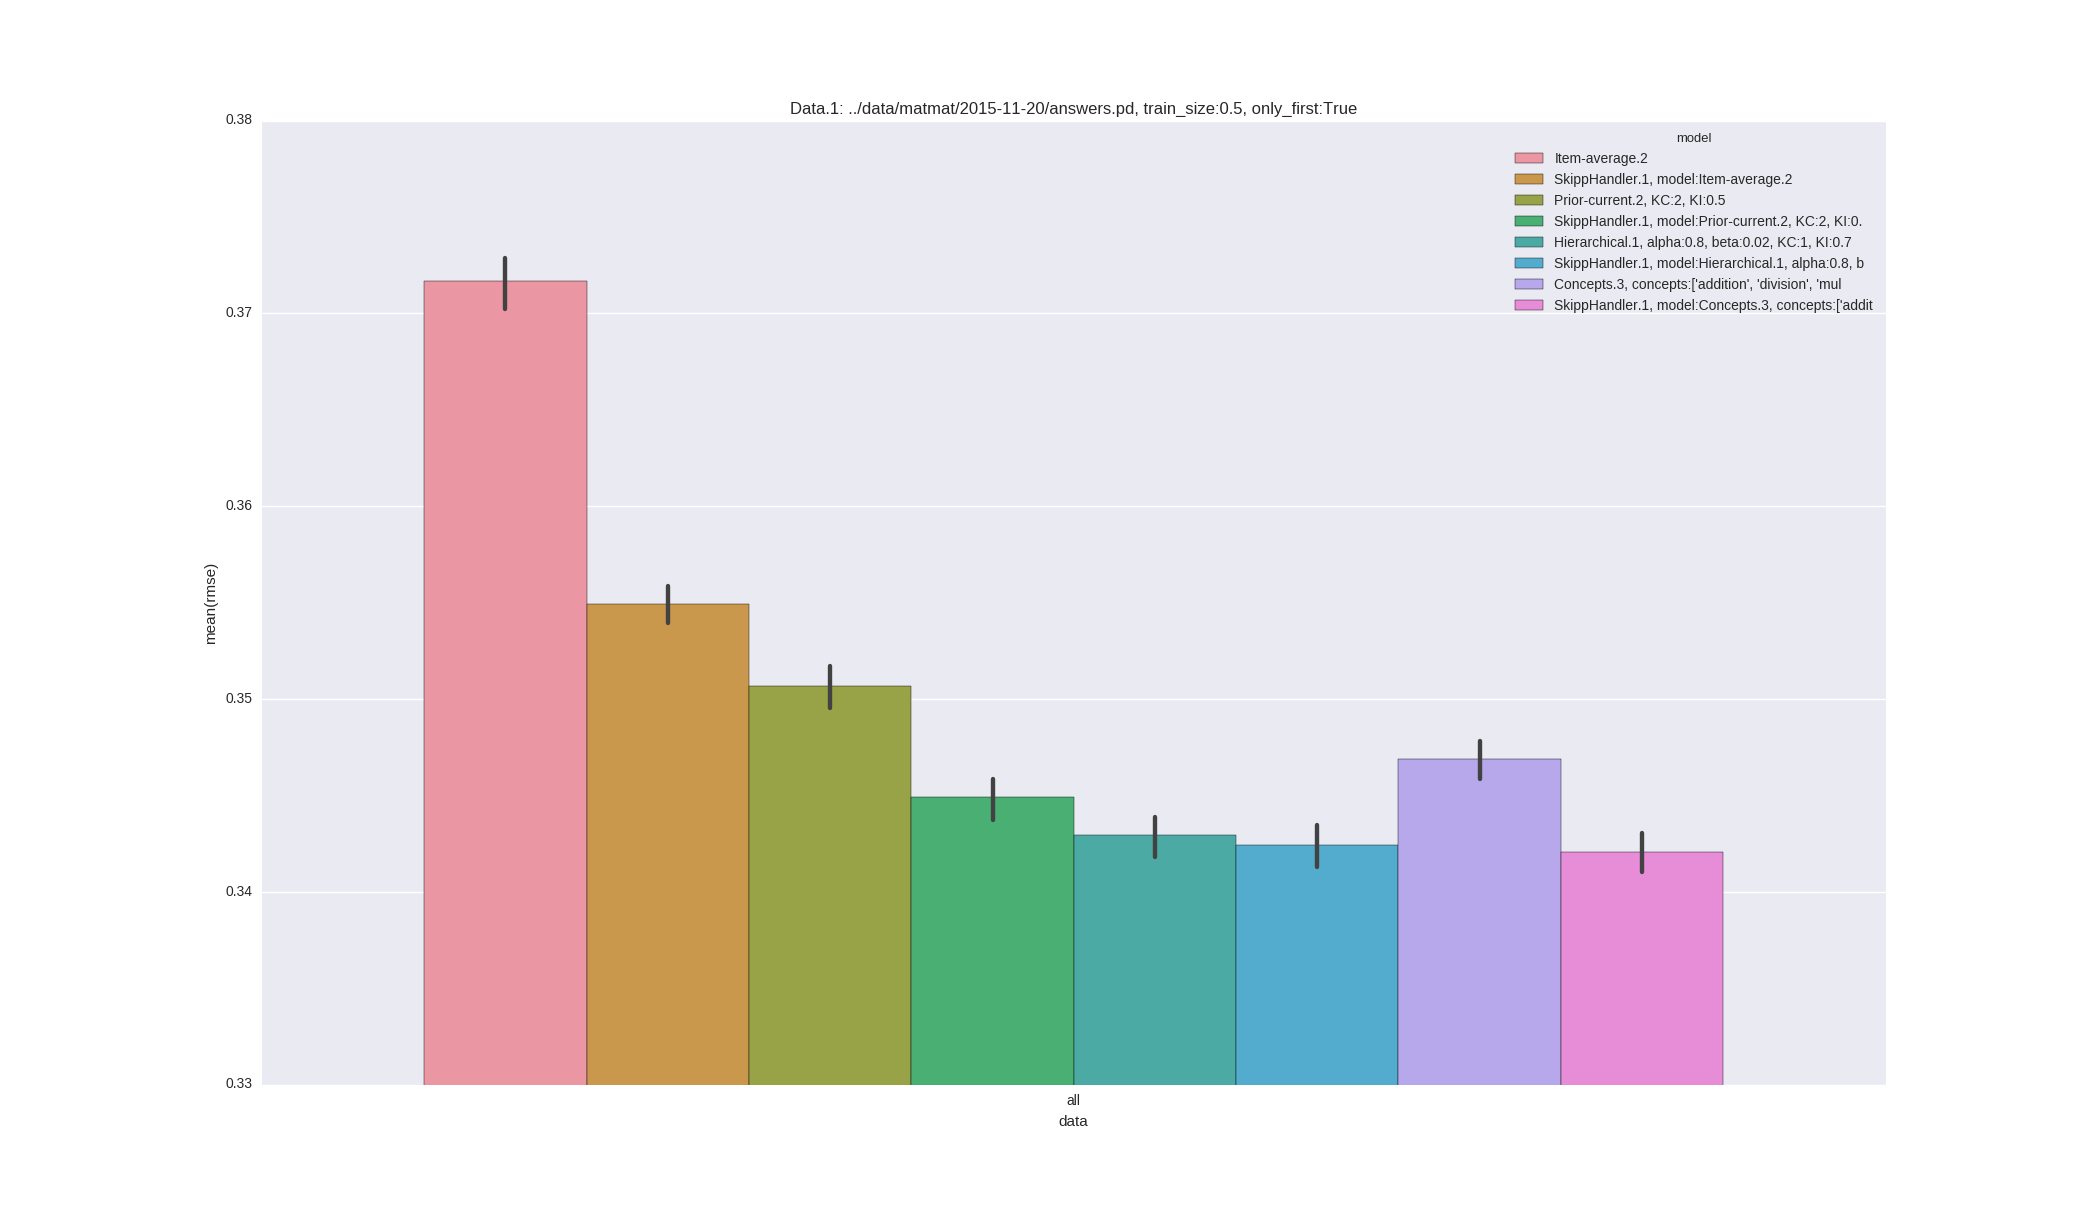 Data.1: ../data/matmat/2015-11-20/answers.pd, train_size:0.5, only_first:True
model
Item-average.2
SkippHandler.1, model:Item-average.2
Prior-current.2, KC:2, KI:0.5
SkippHandler.1, model:Prior-current.2, KC:2, KI:0.
Hierarchical.1, alpha:0.8, beta:0.02, KC:1, KI:0.7
SkippHandler.1, model:Hierarchical.1, alpha:0.8, b
Concepts.3, concepts:['addition', 'division', 'mul
SkippHandler.1, model:Concepts.3, concepts:['addit
0.38
0.37
0.36
0.35
0.34
0.33
mean(rmse)
all
data